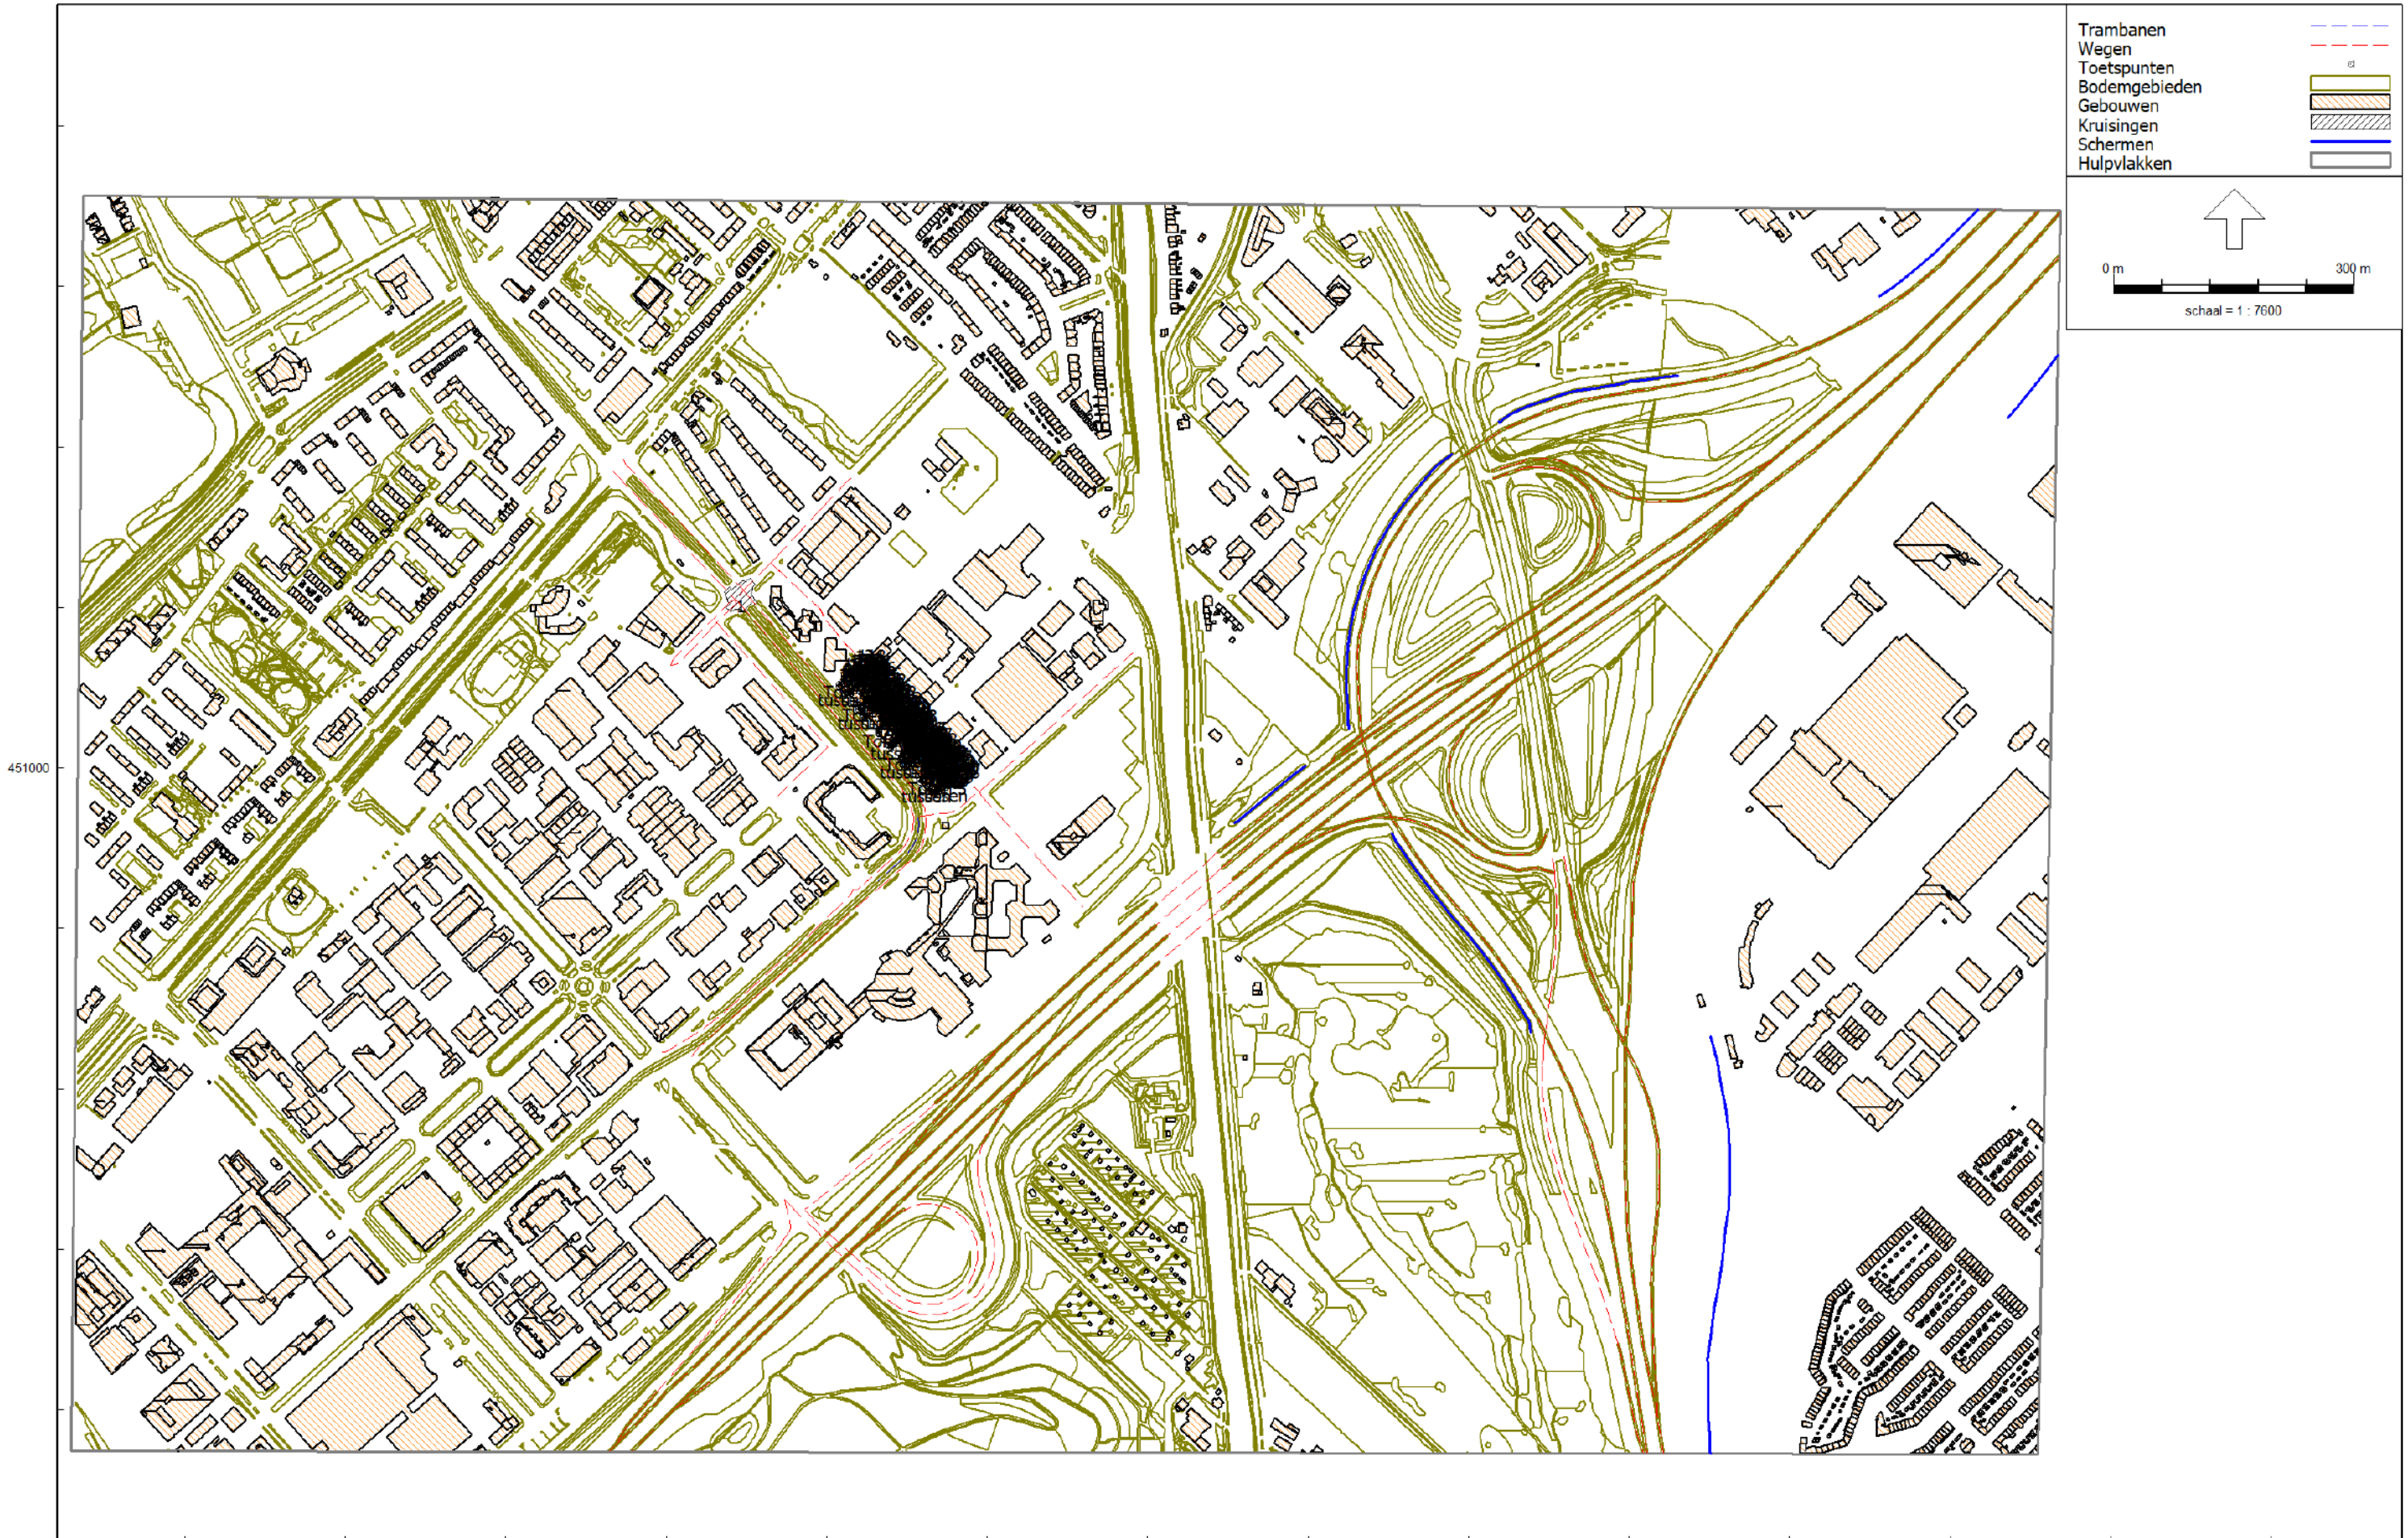 Trambanen
Wegen
Toetspunten
Bodemgebieden
Gebouwen
Kruisingen
Schermen
Hulpvlakken
0 m
300 m
schaal = 1 : 7600
451000